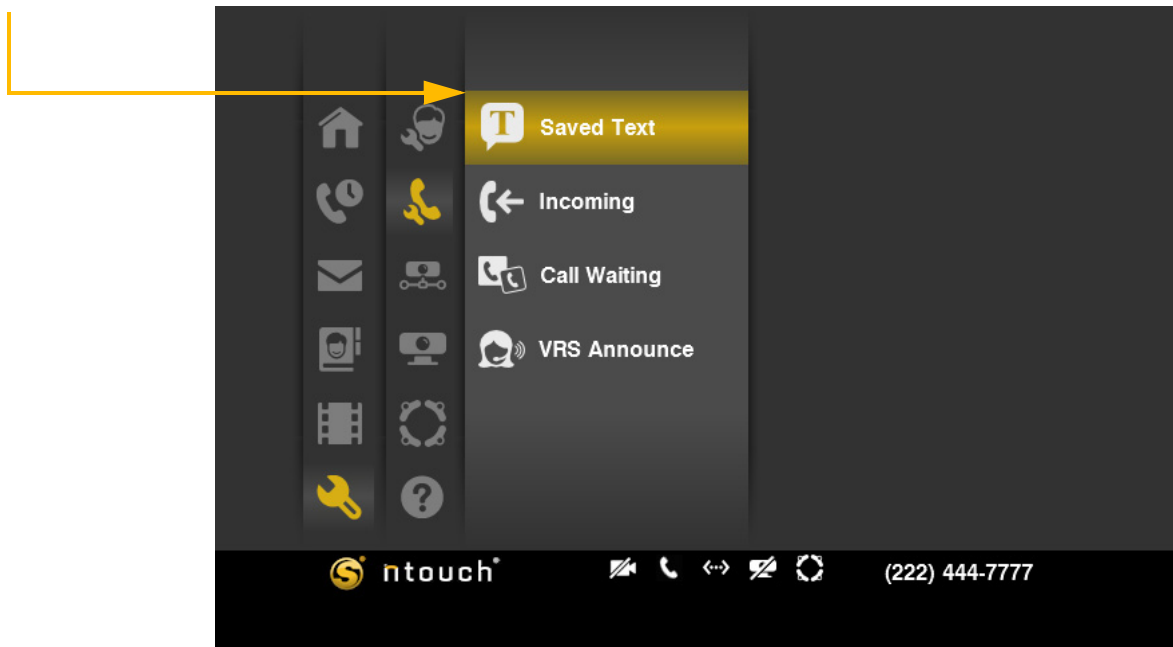 T Saved Text
Incoming
Call Waiting
VRS Announce
?
S ntouch
(222) 444-7777